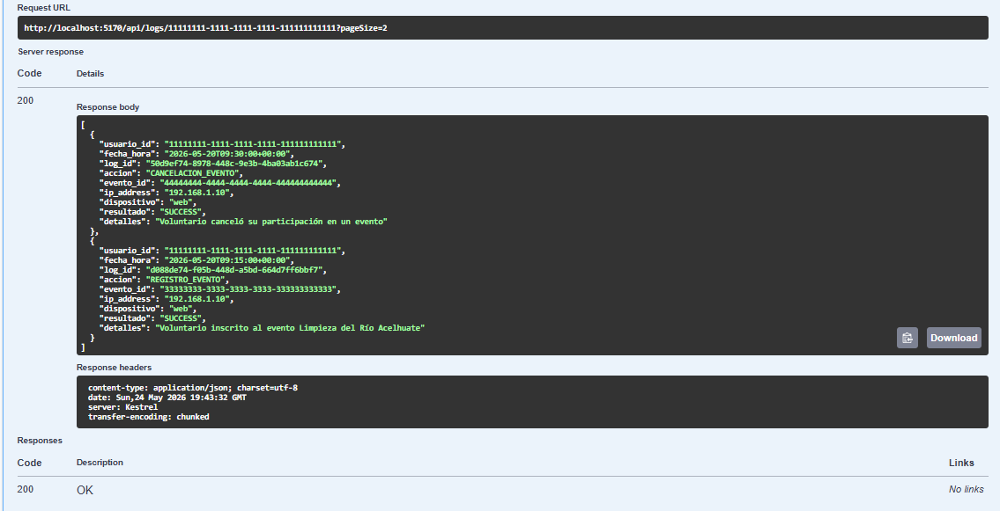 Request URL
http://localhost:5170/api/logs/11111111-1111-1111-1111-111111111111?pageSize=2
Server response
Code Details
200
Response body
[
{
"usuario_id": "11111111-1111-1111-1111-111111111111",
"fecha_hora": "2026-05-20T09:30:00+00:00",
"log_id": "50d9ef74-8978-448c-9e3b-4ba03ab1c674",
"accion": "CANCELACION_EVENTO",
"evento_id": "44444444-4444-4444-4444-444444444444",
"ip_address": "192.168.1.10",
"dispositivo": "web",
"resultado": "SUCCESS",
"detalles": "Voluntario canceló su participación en un evento"
},
{
"usuario_id": "11111111-1111-1111-1111-111111111111",
"fecha_hora": "2026-05-20T09:15:00+00:00",
"log_id": "d088de74-f05b-448d-a5bd-664d7ff6bbf7",
"accion": "REGISTRO_EVENTO",
"evento_id": "33333333-3333-3333-3333-333333333333",
"ip_address": "192.168.1.10",
"dispositivo": "web",
"resultado": "SUCCESS",
"detalles": "Voluntario inscrito al evento Limpieza del Río Acelhuate"
}
]
Download
Response headers
content-type: application/json; charset=utf-8
date: Sun,24 May 2026 19:43:32 GMT
server: Kestrel
transfer-encoding: chunked
Responses
Code Description Links
200 OK No links